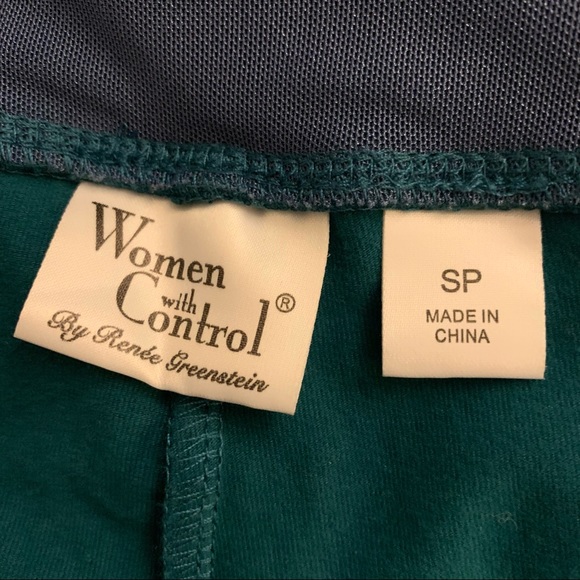 Women
with
Control®
By Renée Greenstein
SP
MADE IN
CHINA